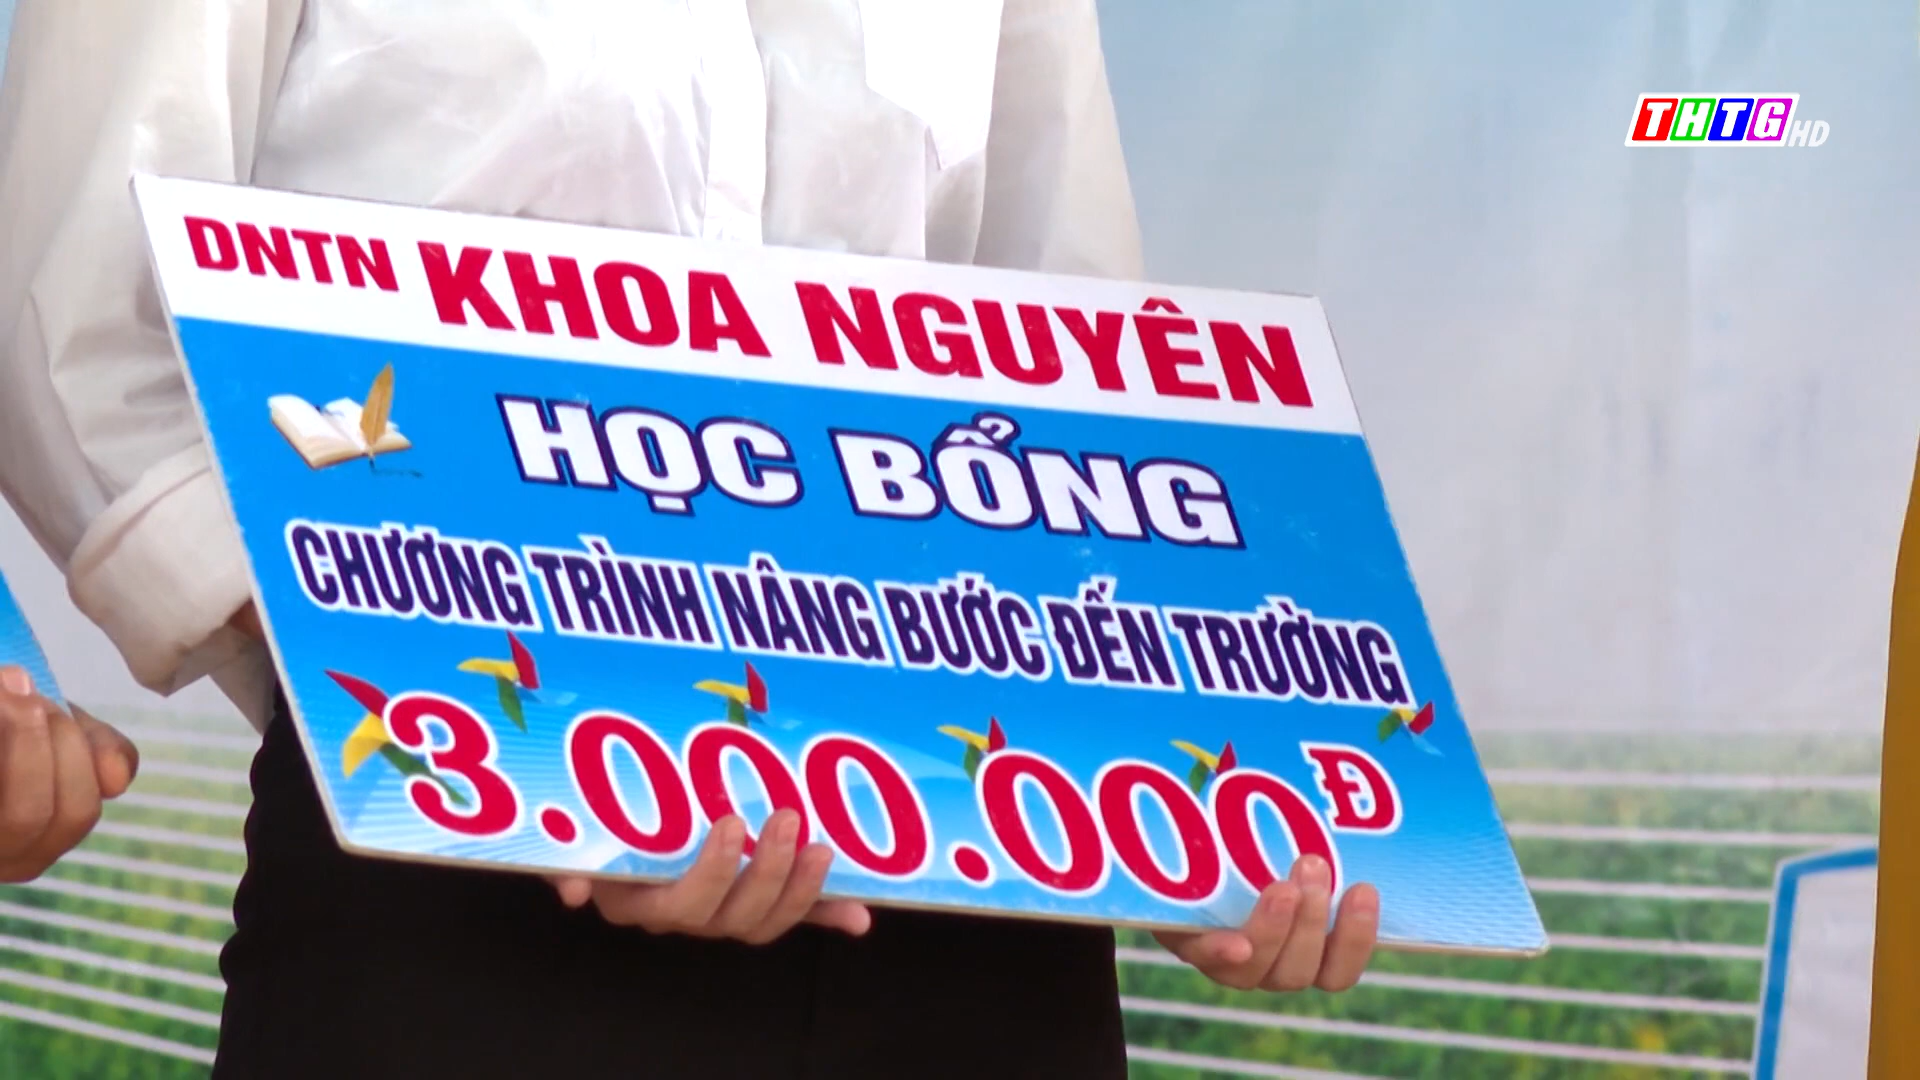 THTG HD
DNTN KHOA NGUYÊN
HỌC BỔNG
CHƯƠNG TRÌNH NÂNG BƯỚC ĐẾN TRƯỜNG
3.000.000Đ